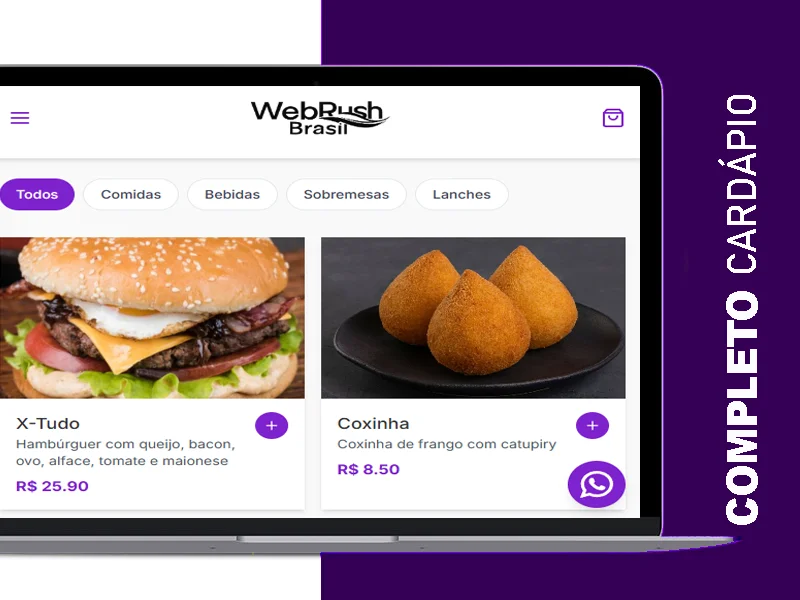 WebRush
Brasil
Todos
Comidas
Bebidas
Sobremesas
Lanches
X-Tudo
Hambúrguer com queijo, bacon,
ovo, alface, tomate e maionese
R$ 25.90
Coxinha
Coxinha de frango com catupiry
R$ 8.50
COMPLETO CARDÁPIO